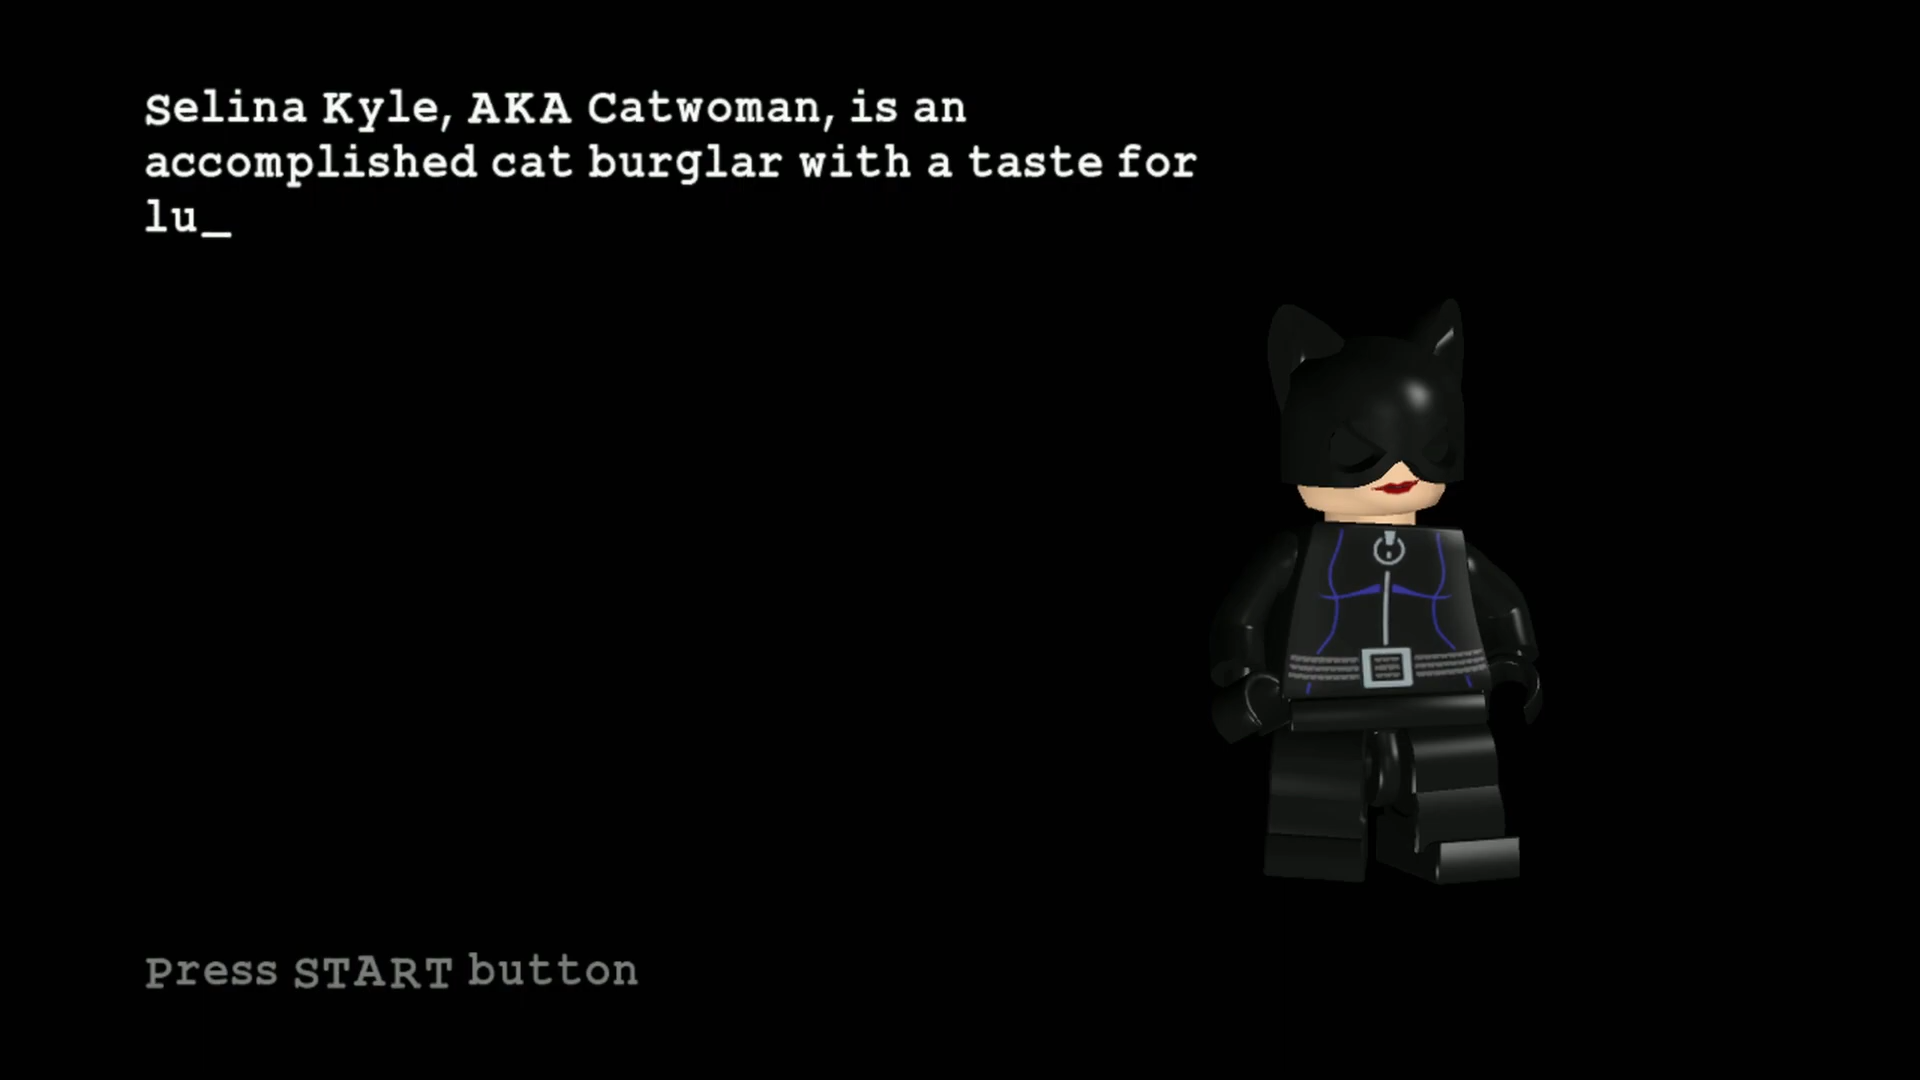 Selina Kyle, AKA Catwoman, is an
accomplished cat burglar with a taste for
lu_
Press START button